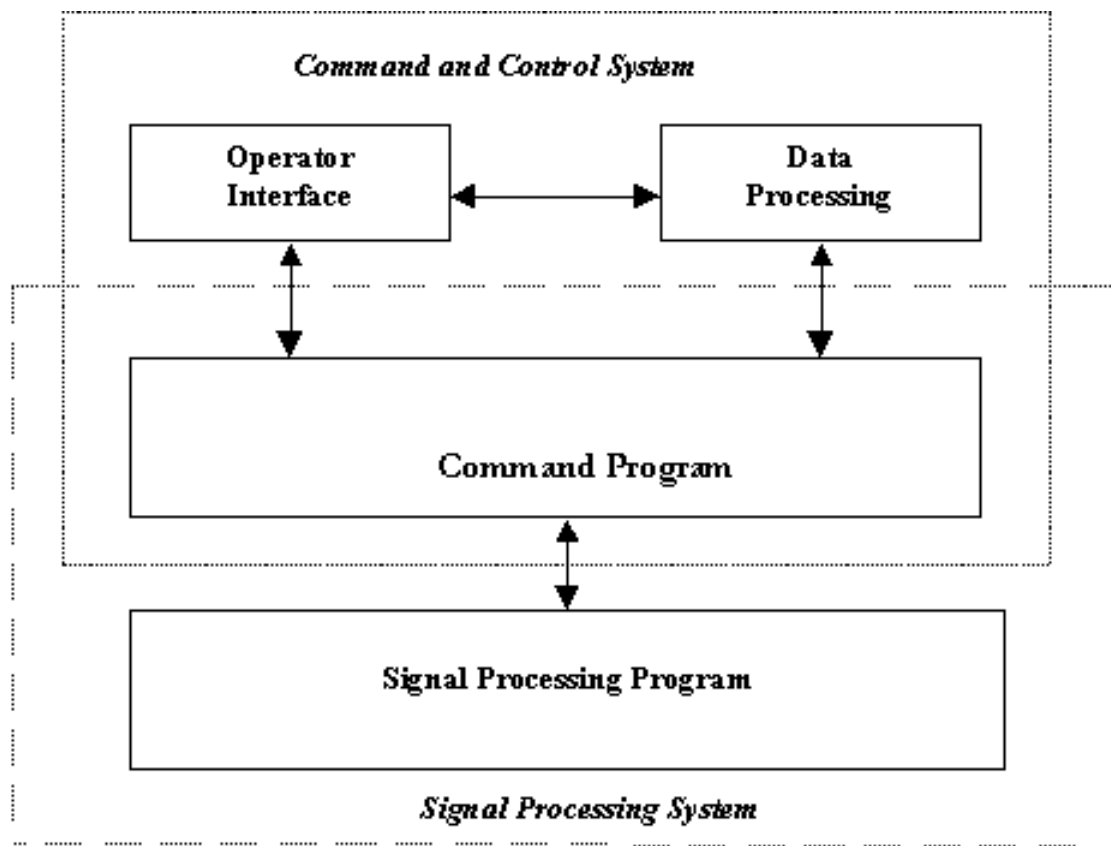 Command and Control System
Operator
Interface
Data
Processing
Command Program
Signal Processing Program
Signal Processing System